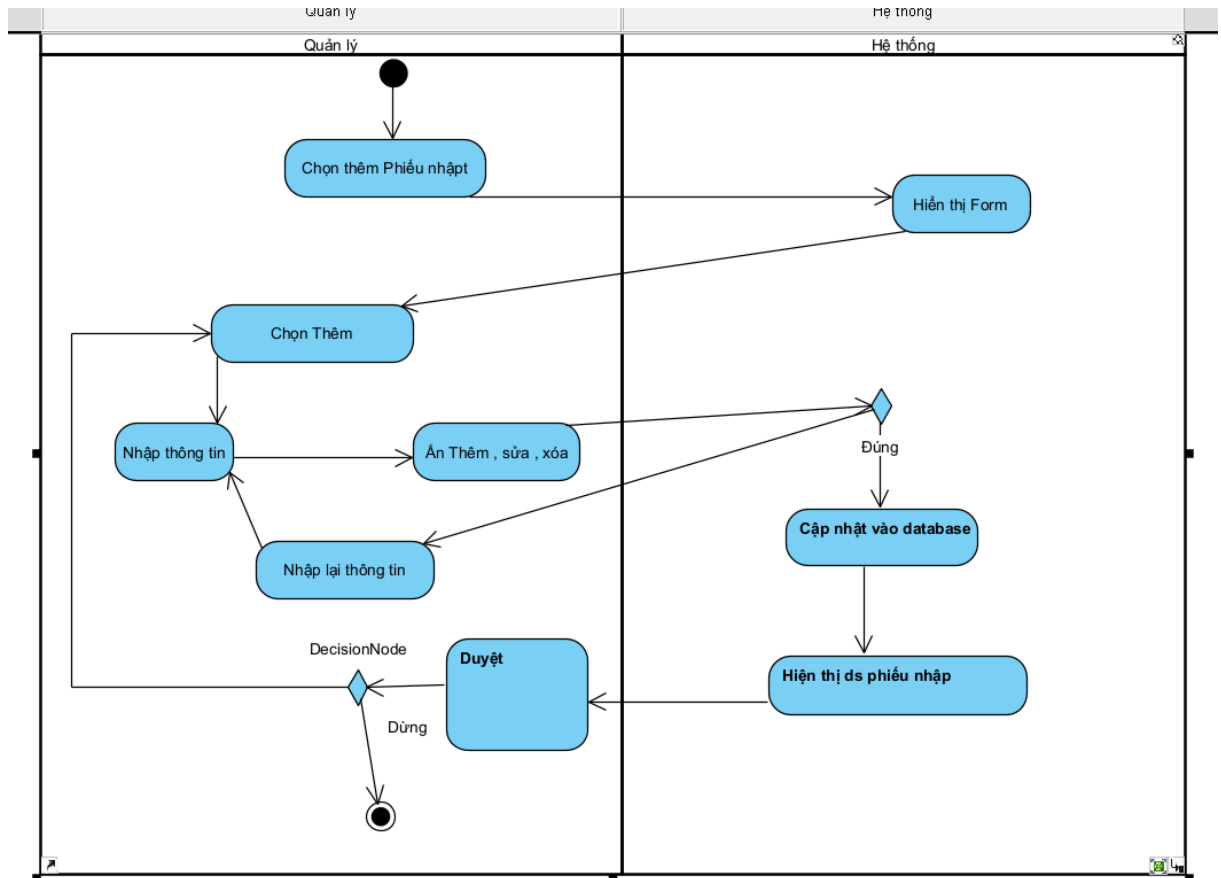 Quản lý
Hệ thống
Quản lý
Hệ thống
Chọn thêm Phiếu nhậpt
Hiển thị Form
Chọn Thêm
Nhập thông tin
Ấn Thêm , sửa , xóa
Đúng
Cập nhật vào database
Nhập lại thông tin
DecisionNode
Duyệt
Hiện thị ds phiếu nhập
Dừng